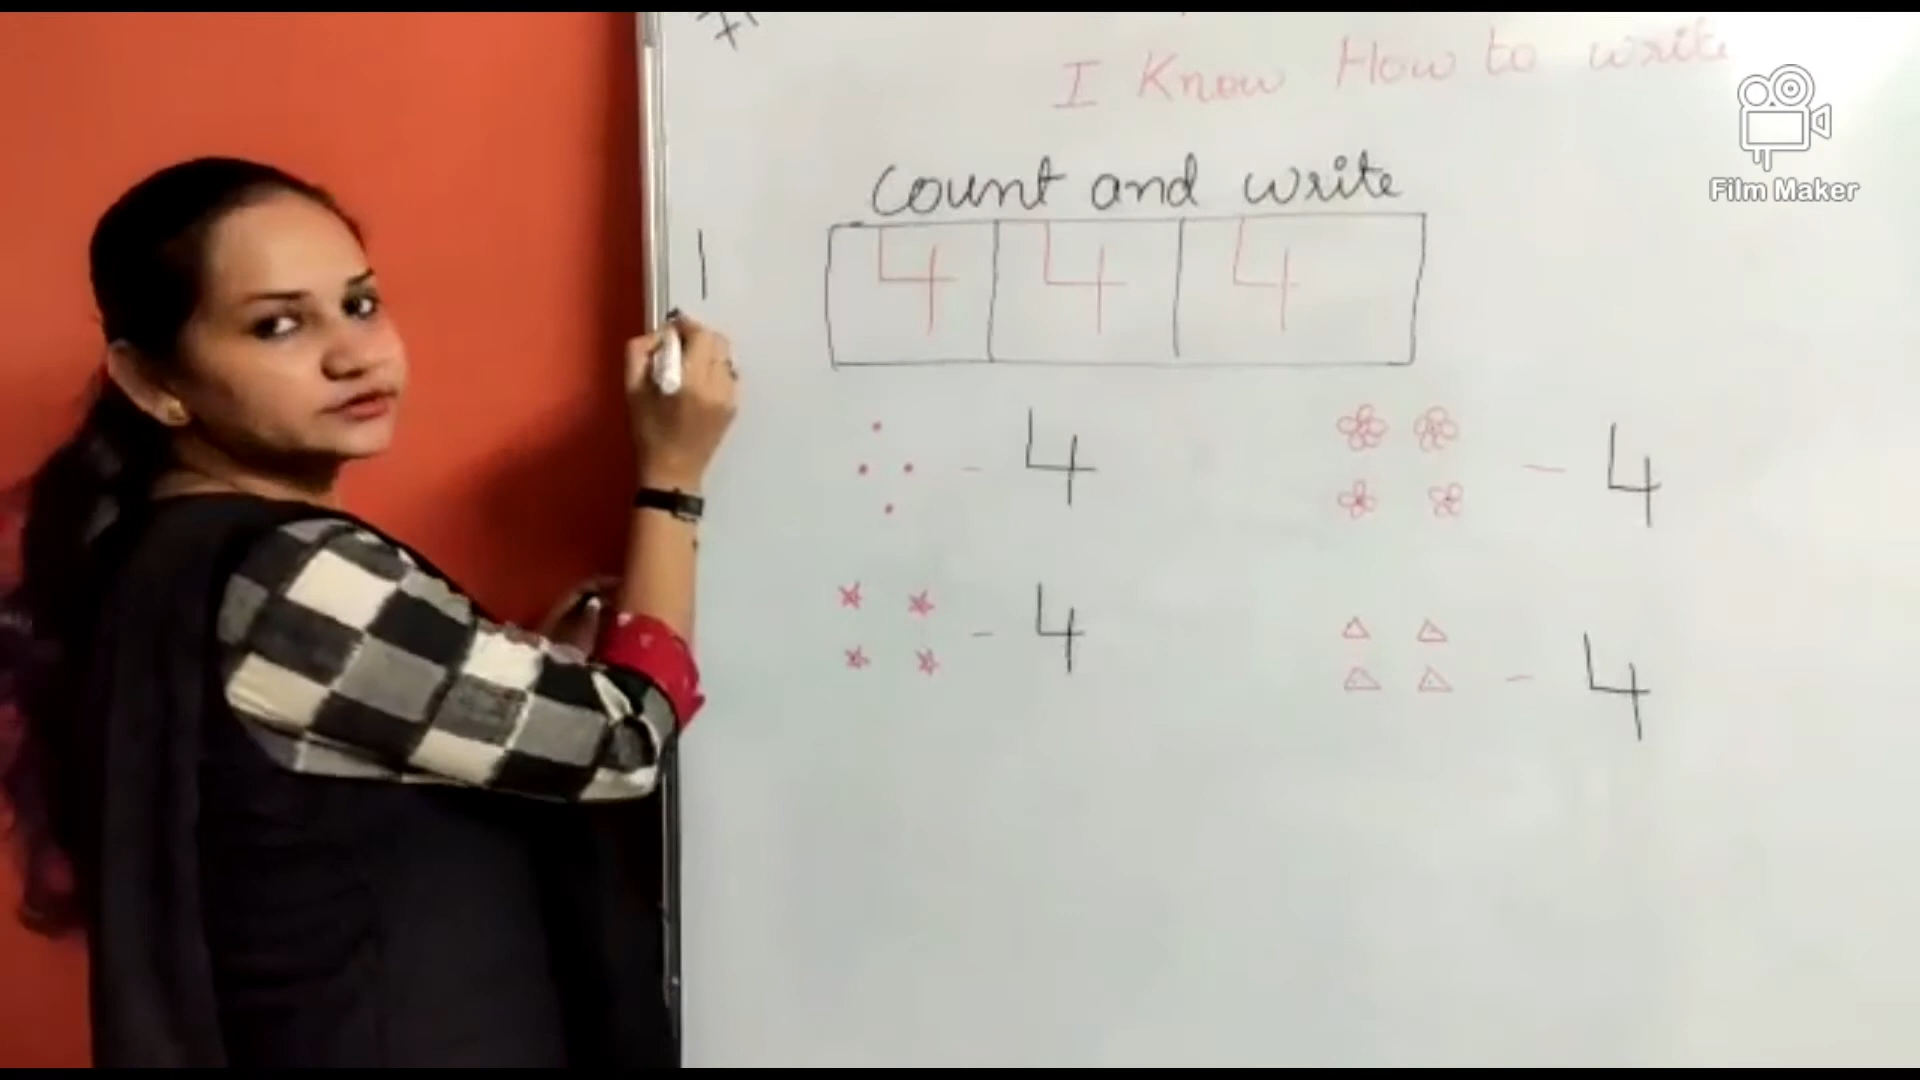 I Know How to write
Film Maker
count and write
1
4 4 4
- 4
- 4
- 4
- 4